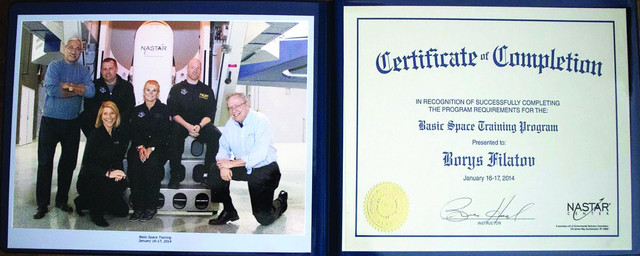 NASTAR
Basic Space Training
January 16-17, 2014
Certificate of Completion
IN RECOGNITION OF SUCCESSFULLY COMPLETING
THE PROGRAM REQUIREMENTS FOR THE:
Basic Space Training Program
Presented to:
Borys Filatov
January 16-17, 2014
INSTRUCTOR
NASTAR
CENTER